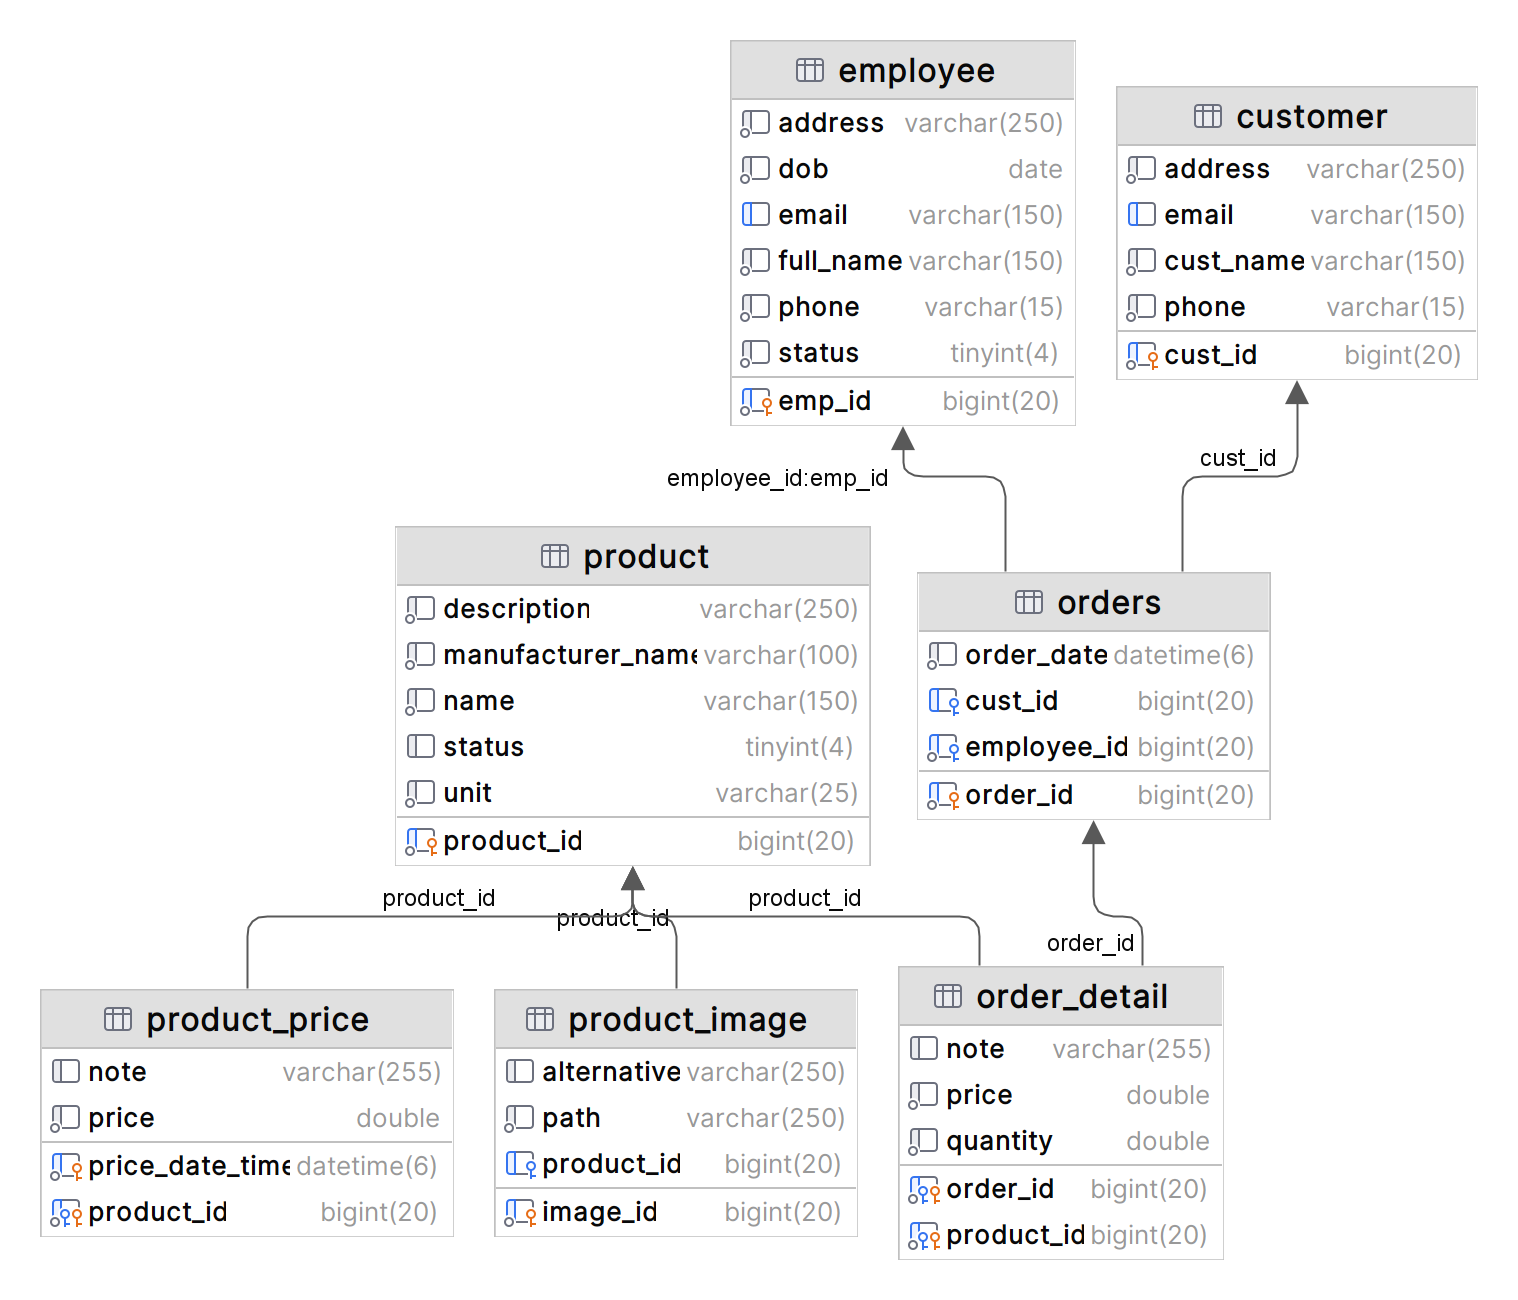 employee
address varchar(250)
dob date
email varchar(150)
full_name varchar(150)
phone varchar(15)
status tinyint(4)
emp_id bigint(20)
customer
address varchar(250)
email varchar(150)
cust_name varchar(150)
phone varchar(15)
cust_id bigint(20)
employee_id:emp_id
cust_id
product
description varchar(250)
manufacturer_name varchar(100)
name varchar(150)
status tinyint(4)
unit varchar(25)
product_id bigint(20)
orders
order_date datetime(6)
cust_id bigint(20)
employee_id bigint(20)
order_id bigint(20)
product_id
product_id
product_id
order_id
product_price
note varchar(255)
price double
price_date_time datetime(6)
product_id bigint(20)
product_image
alternative varchar(250)
path varchar(250)
product_id bigint(20)
image_id bigint(20)
order_detail
note varchar(255)
price double
quantity double
order_id bigint(20)
product_id bigint(20)